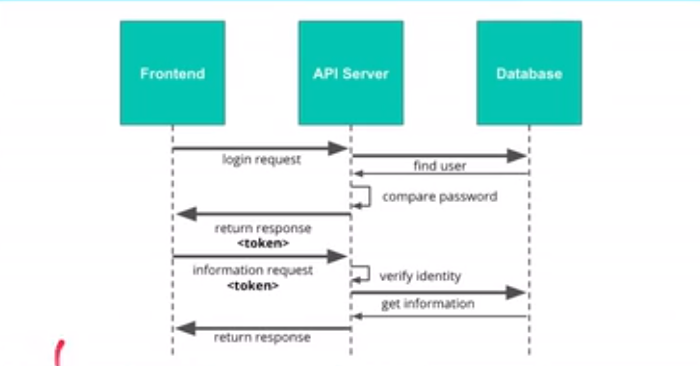 Frontend
API Server
Database
login request
find user
compare password
return response
<token>
information request
<token>
verify identity
get information
return response